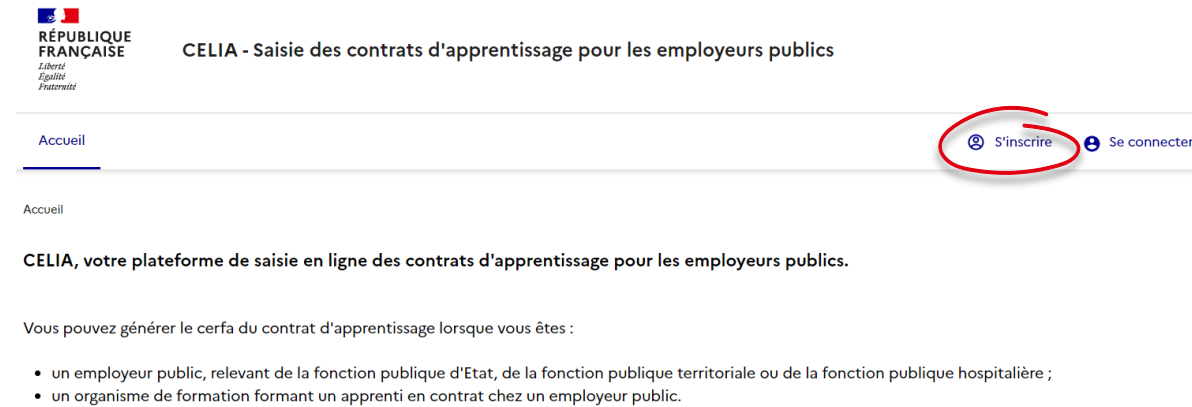 RÉPUBLIQUE
FRANÇAISE
Liberté
Égalité
Fraternité
CELIA - Saisie des contrats d'apprentissage pour les employeurs publics
Accueil
S'inscrire
Se connecter
Accueil
CELIA, votre plateforme de saisie en ligne des contrats d'apprentissage pour les employeurs publics.
Vous pouvez générer le cerfa du contrat d'apprentissage lorsque vous êtes :
• un employeur public, relevant de la fonction publique d'Etat, de la fonction publique territoriale ou de la fonction publique hospitalière ;
• un organisme de formation formant un apprenti en contrat chez un employeur public.